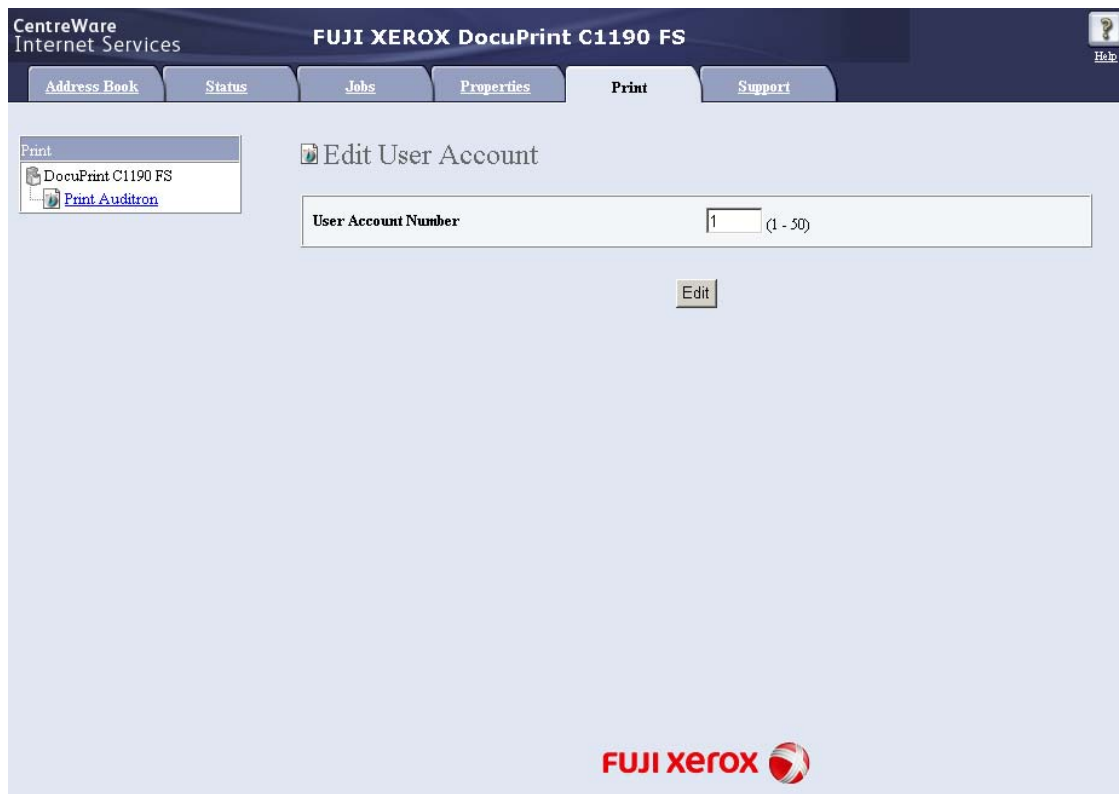 CentreWare
Internet Services
FUJI XEROX DocuPrint C1190 FS
Help
Address Book Status Jobs Properties Print Support
Print
DocuPrint C1190 FS
Print Auditron
Edit User Account
User Account Number 1 (1 - 50)
Edit
FUJI xerox